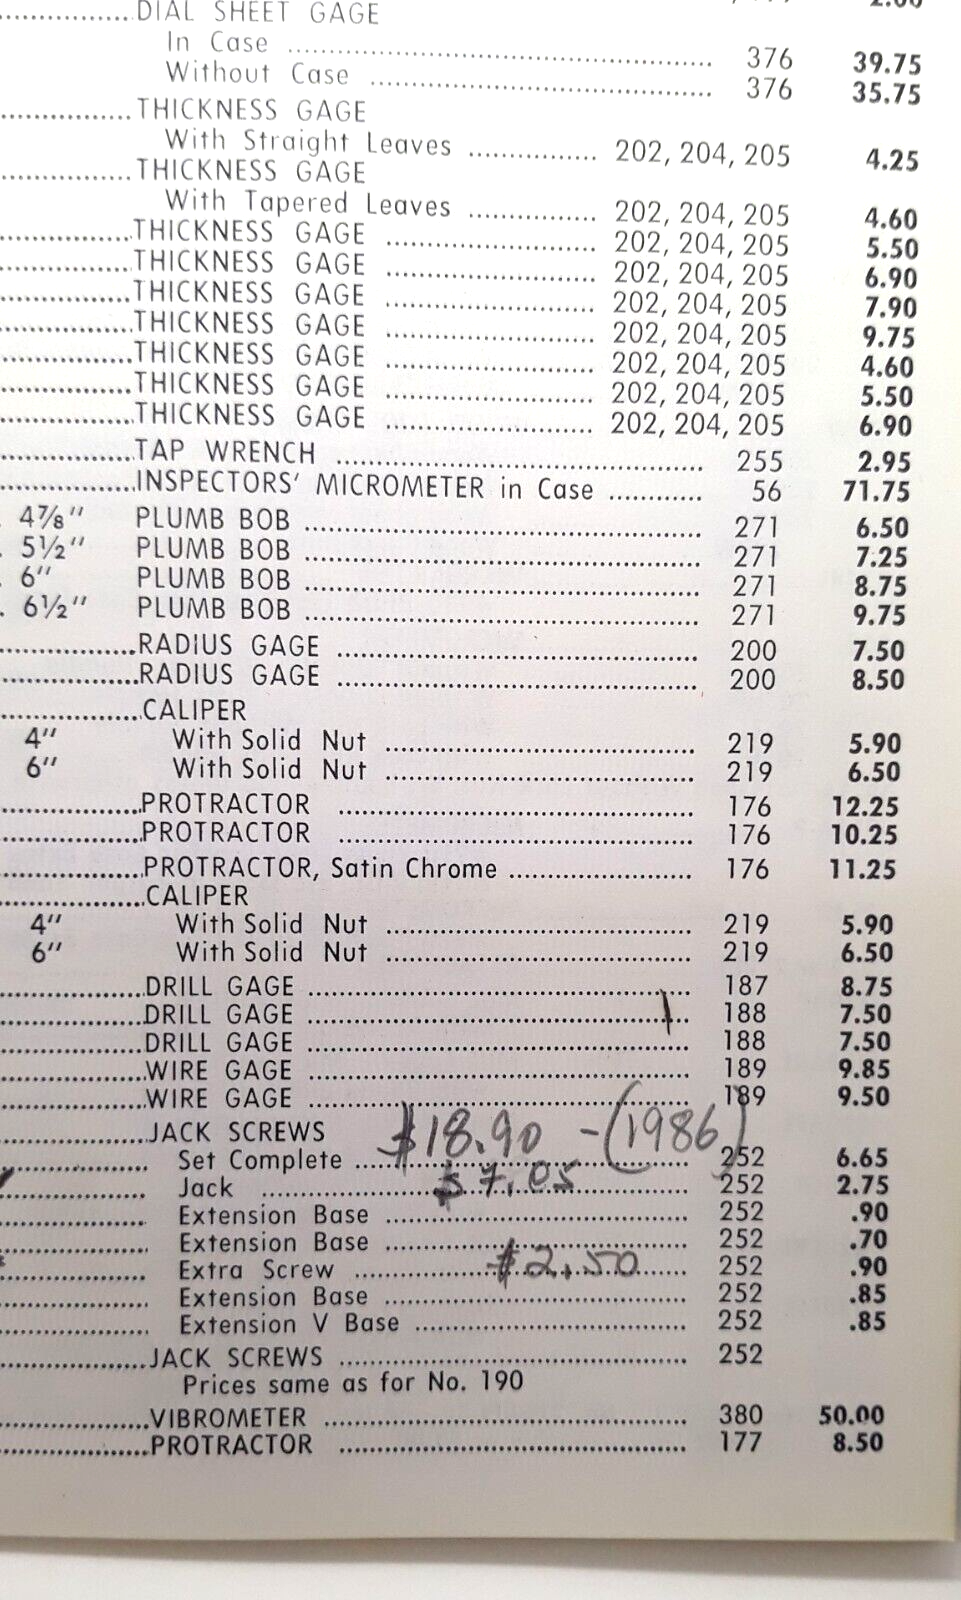 DIAL SHEET GAGE
In Case 376 39.75
Without Case 376 35.75
THICKNESS GAGE
With Straight Leaves 202, 204, 205 4.25
THICKNESS GAGE
With Tapered Leaves 202, 204, 205 4.60
THICKNESS GAGE 202, 204, 205 5.50
THICKNESS GAGE 202, 204, 205 6.90
THICKNESS GAGE 202, 204, 205 7.90
THICKNESS GAGE 202, 204, 205 9.75
THICKNESS GAGE 202, 204, 205 4.60
THICKNESS GAGE 202, 204, 205 5.50
THICKNESS GAGE 202, 204, 205 6.90
TAP WRENCH 255 2.95
INSPECTORS' MICROMETER in Case 56 71.75
4⅞" PLUMB BOB 271 6.50
5½" PLUMB BOB 271 7.25
6" PLUMB BOB 271 8.75
6½" PLUMB BOB 271 9.75
RADIUS GAGE 200 7.50
RADIUS GAGE 200 8.50
CALIPER
4" With Solid Nut 219 5.90
6" With Solid Nut 219 6.50
PROTRACTOR 176 12.25
PROTRACTOR 176 10.25
PROTRACTOR, Satin Chrome 176 11.25
CALIPER
4" With Solid Nut 219 5.90
6" With Solid Nut 219 6.50
DRILL GAGE 187 8.75
DRILL GAGE 188 7.50
DRILL GAGE 188 7.50
WIRE GAGE 189 9.85
WIRE GAGE 189 9.50
JACK SCREWS $18.90 - (1986)
Set Complete 252 6.65
Jack $7.05 252 2.75
Extension Base 252 .90
Extension Base 252 .70
Extra Screw $2.50 252 .90
Extension Base 252 .85
Extension V Base 252 .85
JACK SCREWS 252
Prices same as for No. 190
VIBROMETER 380 50.00
PROTRACTOR 177 8.50